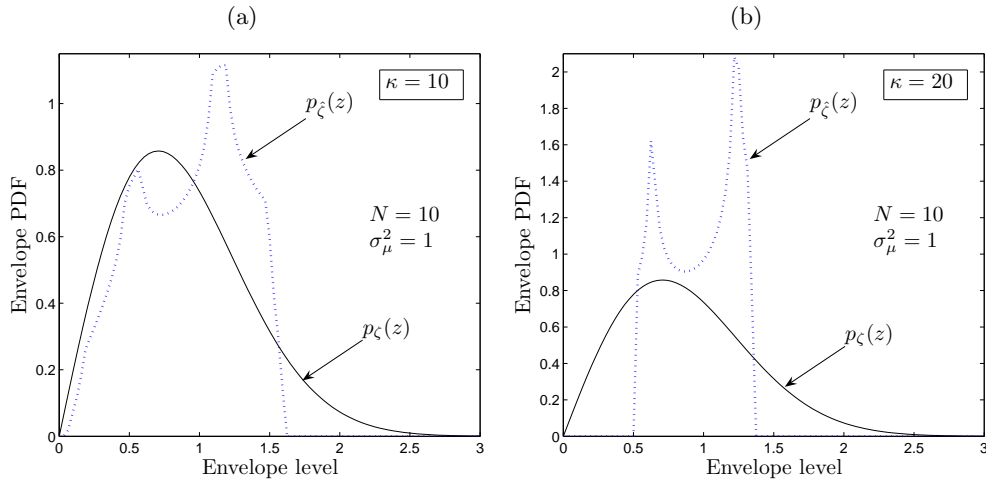 (a)
κ = 10
p_ζ̂(z)
N = 10
σ_μ^2 = 1
p_ζ(z)
Envelope PDF
1
0.8
0.6
0.4
0.2
0
0 0.5 1 1.5 2 2.5 3
Envelope level
(b)
κ = 20
p_ζ̂(z)
N = 10
σ_μ^2 = 1
p_ζ(z)
Envelope PDF
2
1.8
1.6
1.4
1.2
1
0.8
0.6
0.4
0.2
0
0 0.5 1 1.5 2 2.5 3
Envelope level